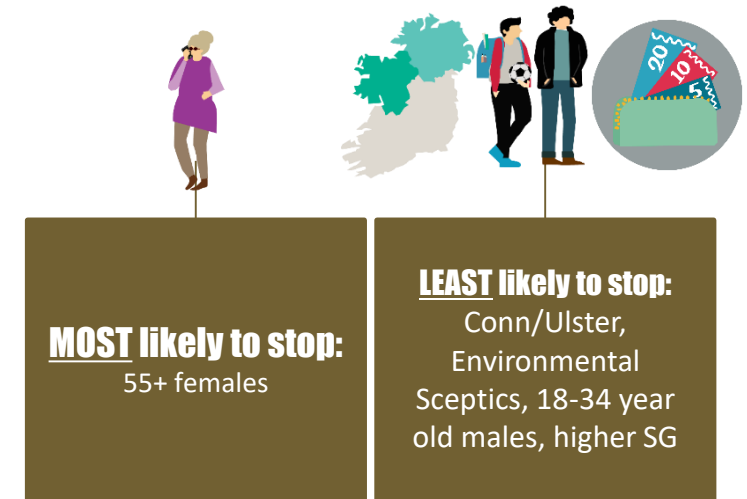 20
10
5
MOST likely to stop:
55+ females
LEAST likely to stop:
Conn/Ulster,
Environmental
Sceptics, 18-34 year
old males, higher SG